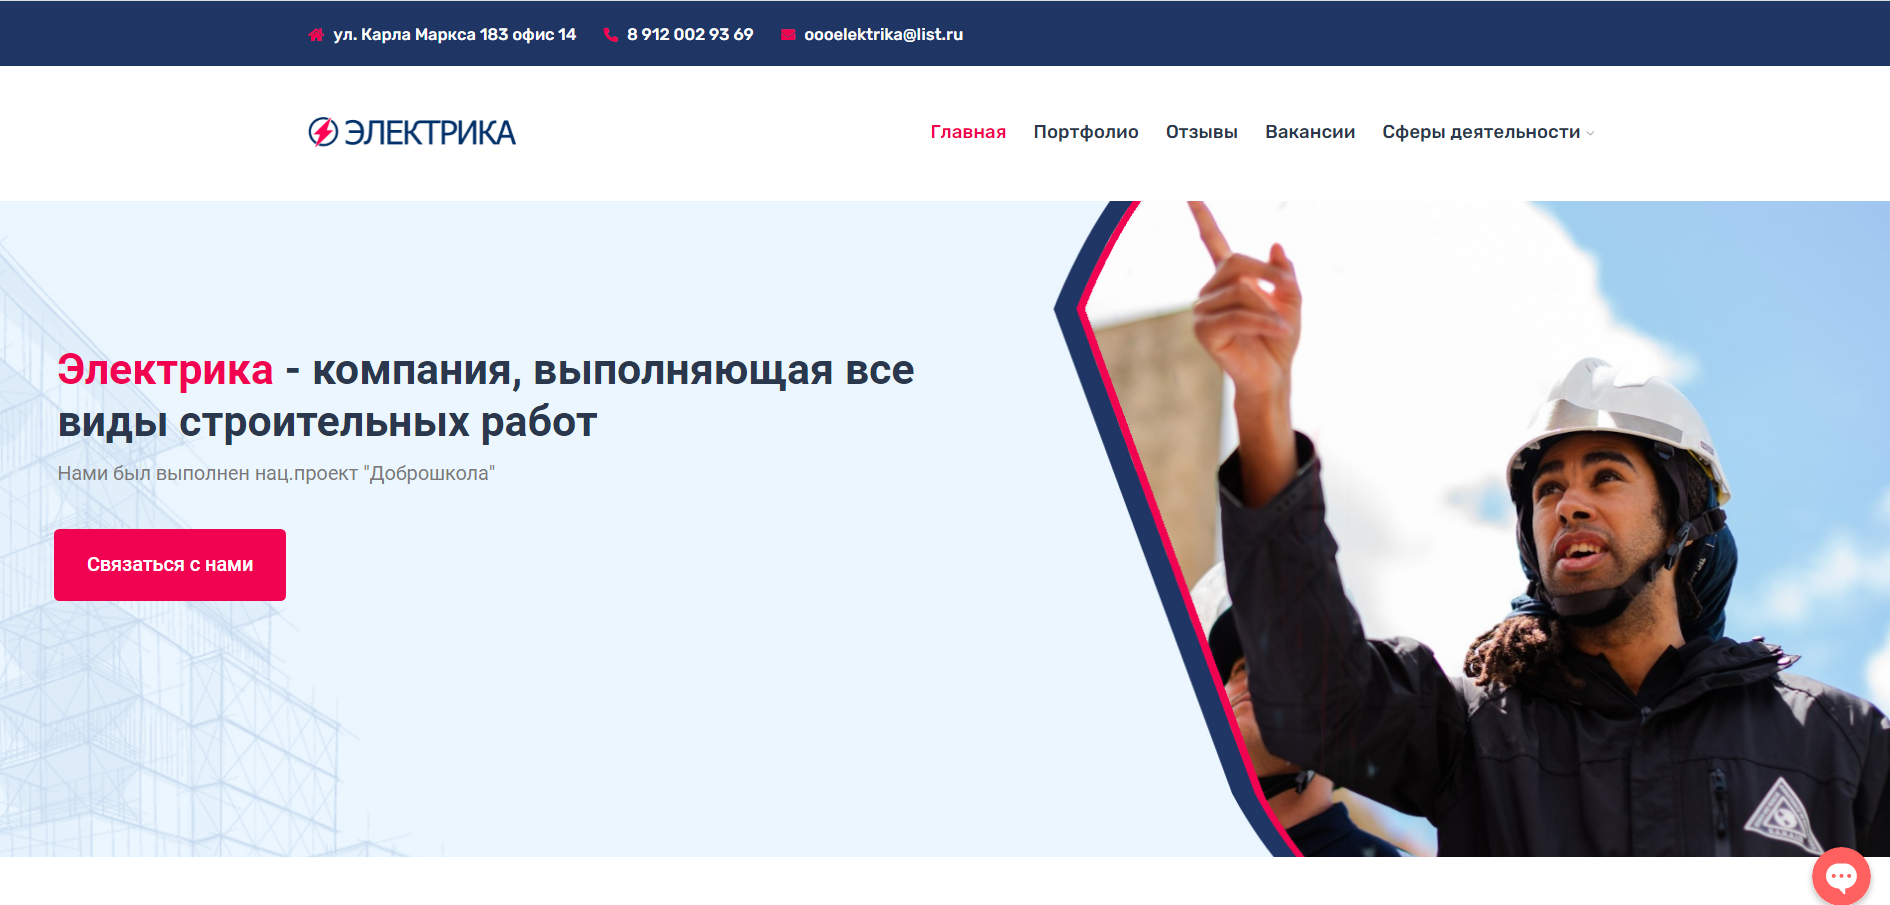 ул. Карла Маркса 183 офис 14 8 912 002 93 69 oooelektrika@list.ru
ЭЛЕКТРИКА
Главная Портфолио Отзывы Вакансии Сферы деятельности
Электрика - компания, выполняющая все
виды строительных работ
Нами был выполнен нац.проект "Доброшкола"
Связаться с нами